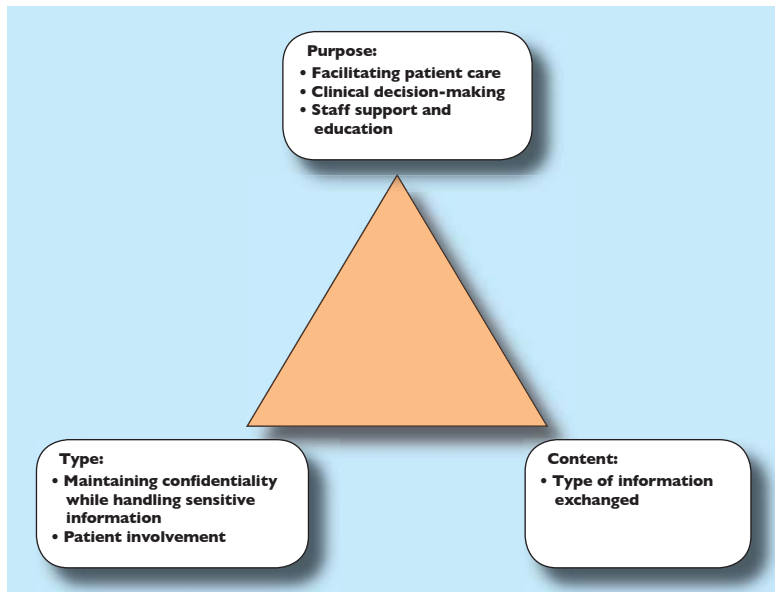 Purpose:
• Facilitating patient care
• Clinical decision-making
• Staff support and
education
Type:
• Maintaining confidentiality
while handling sensitive
information
• Patient involvement
Content:
• Type of information
exchanged